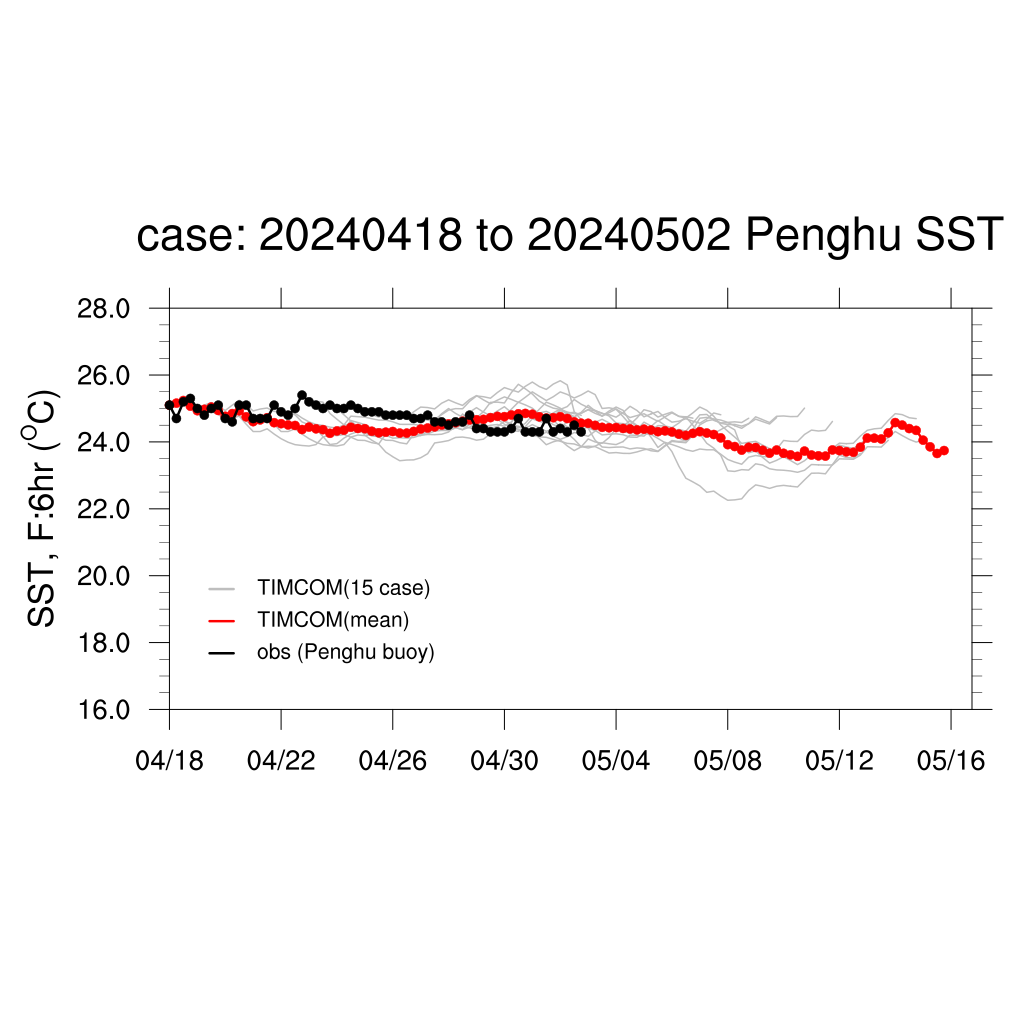 case: 20240418 to 20240502 Penghu SST
SST, F:6hr (°C)
28.0
26.0
24.0
22.0
20.0
18.0
16.0
TIMCOM(15 case)
TIMCOM(mean)
obs (Penghu buoy)
04/18 04/22 04/26 04/30 05/04 05/08 05/12 05/16